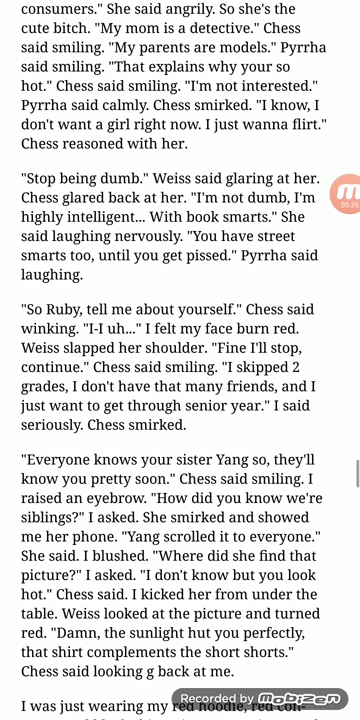 consumers." She said angrily. So she's the
cute bitch. "My mom is a detective." Chess
said smiling. "My parents are models." Pyrrha
said smiling. "That explains why your so
hot." Chess said smiling. "I'm not interested."
Pyrrha said calmly. Chess smirked. "I know, I
don't want a girl right now. I just wanna flirt."
Chess reasoned with her.
"Stop being dumb." Weiss said glaring at her.
Chess glared back at her. "I'm not dumb, I'm
highly intelligent... With book smarts." She
said laughing nervously. "You have street
smarts too, until you get pissed." Pyrrha said
laughing.
05:35
"So Ruby, tell me about yourself." Chess said
winking. "I-I uh..." I felt my face burn red.
Weiss slapped her shoulder. "Fine I'll stop,
continue." Chess said smiling. "I skipped 2
grades, I don't have that many friends, and I
just want to get through senior year." I said
seriously. Chess smirked.
"Everyone knows your sister Yang so, they'll
know you pretty soon." Chess said smiling. I
raised an eyebrow. "How did you know we're
siblings?" I asked. She smirked and showed
me her phone. "Yang scrolled it to everyone."
She said. I blushed. "Where did she find that
picture?" I asked. "I don't know but you look
hot." Chess said. I kicked her from under the
table. Weiss looked at the picture and turned
red. "Damn, the sunlight hut you perfectly,
that shirt complements the short shorts."
Chess said looking g back at me.
I was just wearing my red hoodie, red con-
Recorded by Mobizen